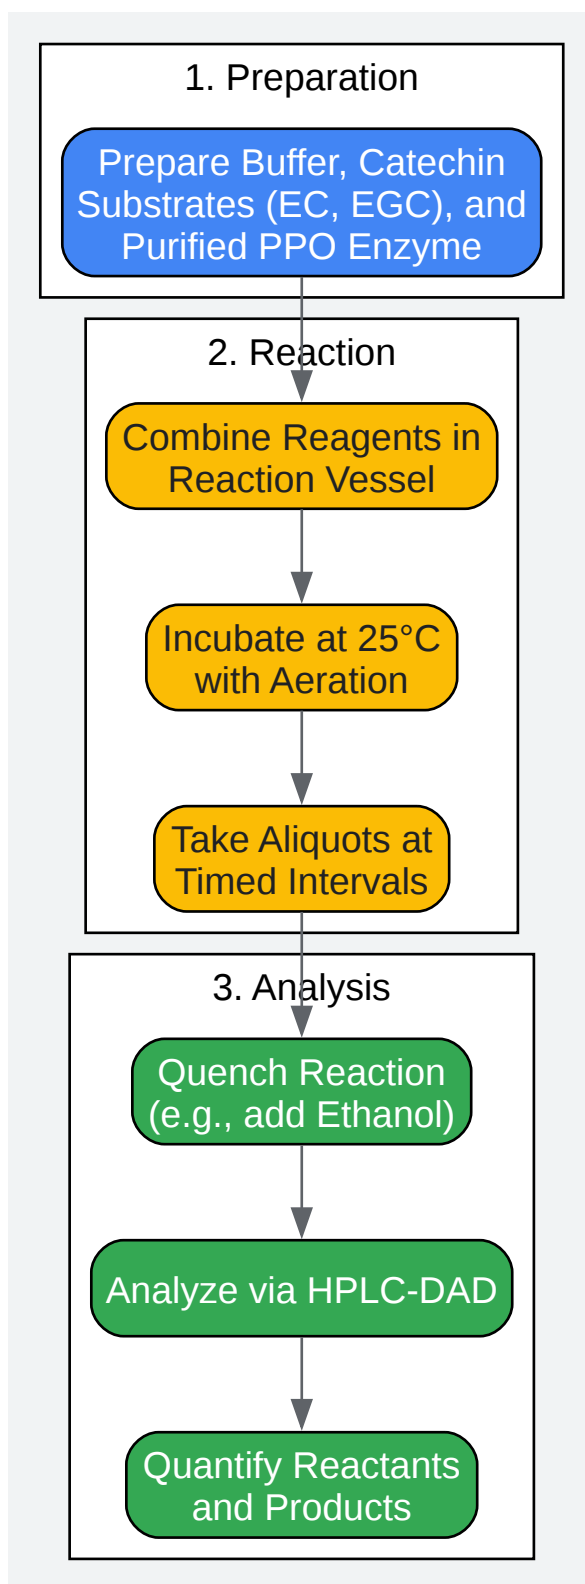 1. Preparation
Prepare Buffer, Catechin
Substrates (EC, EGC), and
Purified PPO Enzyme
2. Reaction
Combine Reagents in
Reaction Vessel
Incubate at 25°C
with Aeration
Take Aliquots at
Timed Intervals
3. Analysis
Quench Reaction
(e.g., add Ethanol)
Analyze via HPLC-DAD
Quantify Reactants
and Products